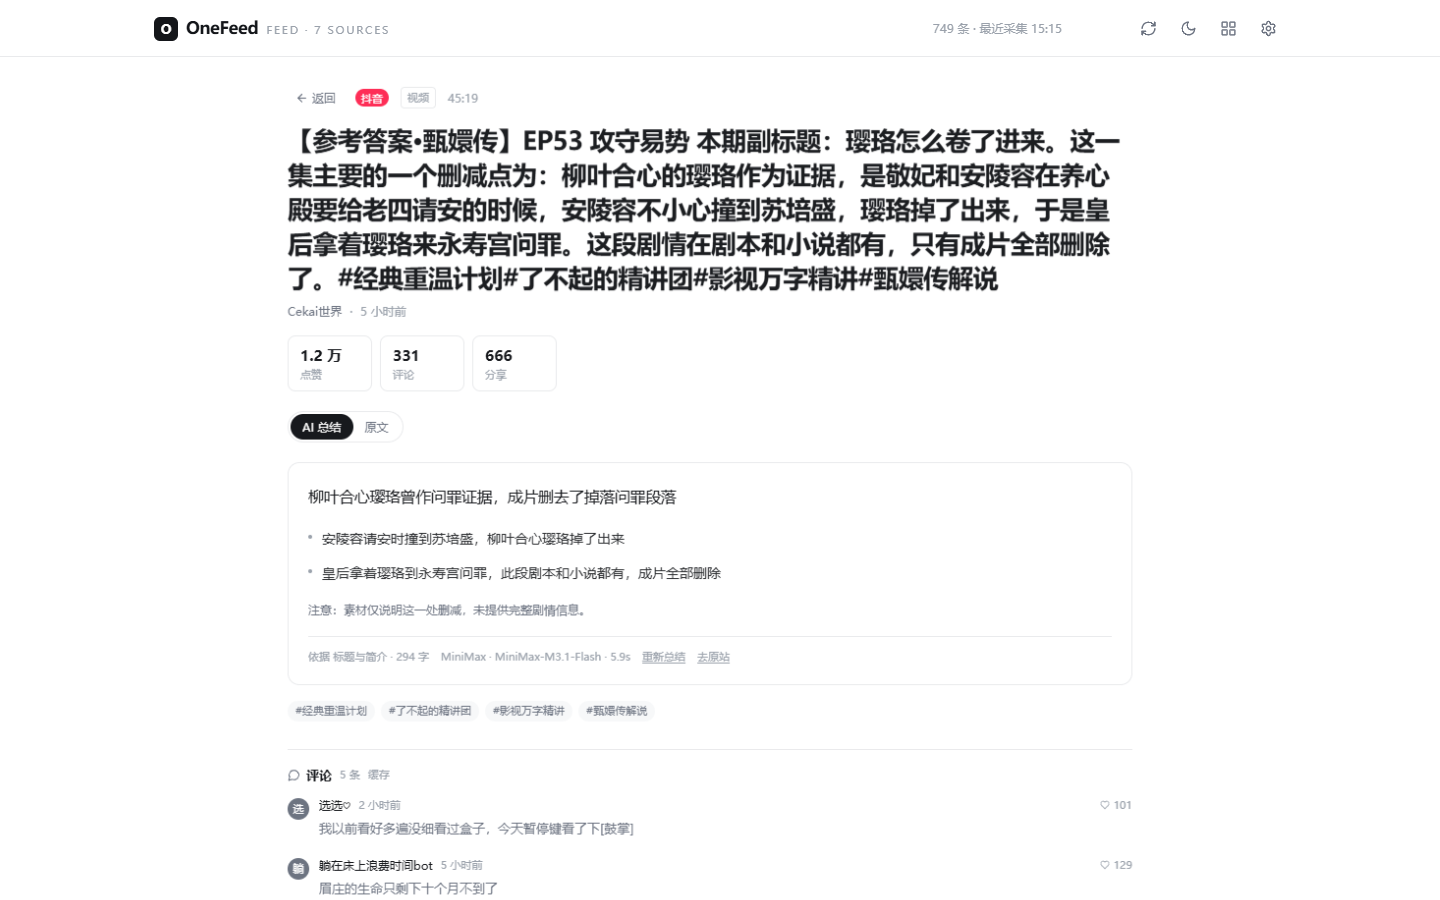 O OneFeed FEED · 7 SOURCES 749 条 · 最近采集 15:15
← 返回 抖音 视频 45:19
【参考答案•甄嬛传】EP53 攻守易势 本期副标题：璎珞怎么卷了进来。这一
集主要的一个删减点为：柳叶合心的璎珞作为证据，是敬妃和安陵容在养心
殿要给老四请安的时候，安陵容不小心撞到苏培盛，璎珞掉了出来，于是皇
后拿着璎珞来永寿宫问罪。这段剧情在剧本和小说都有，只有成片全部删除
了。#经典重温计划#了不起的精讲团#影视万字精讲#甄嬛传解说
Cekai世界 · 5 小时前
1.2 万 331 666
点赞 评论 分享
AI 总结 原文
柳叶合心璎珞曾作问罪证据，成片删去了掉落问罪段落
• 安陵容请安时撞到苏培盛，柳叶合心璎珞掉了出来
• 皇后拿着璎珞到永寿宫问罪，此段剧本和小说都有，成片全部删除
注意：素材仅说明这一处删减，未提供完整剧情信息。
依据 标题与简介 · 294 字 MiniMax · MiniMax-M3.1-Flash · 5.9s 重新总结 去原站
#经典重温计划 #了不起的精讲团 #影视万字精讲 #甄嬛传解说
评论 5 条 缓存
选 选选♡ 2 小时前 ♡ 101
我以前看好多遍没细看过盒子，今天暂停键看了下[鼓掌]
躺 躺在床上浪费时间bot 5 小时前 ♡ 129
眉庄的生命只剩下十个月不到了